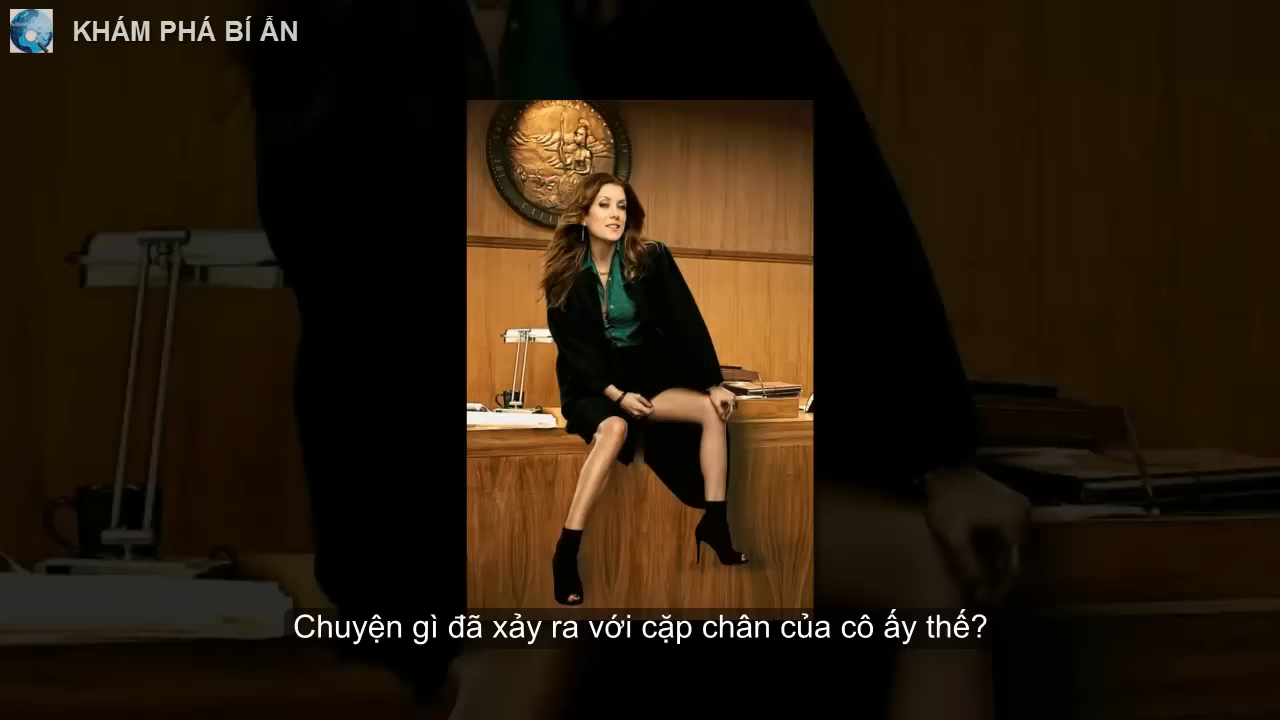 KHÁM PHÁ BÍ ẨN
Chuyện gì đã xảy ra với cặp chân của cô ấy thế?